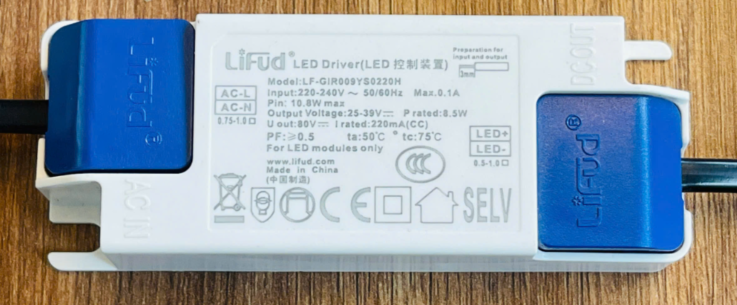 LiFud®
LiFud® LED Driver(LED 控制装置)
Preparation for
input and output
1mm
Model:LF-GIR009YS0220H
Input:220-240V～ 50/60Hz Max.0.1A
Pin: 10.8W max
Output Voltage:25-39V⎓ P rated:8.5W
U out:80V⎓ I rated:220mA(CC)
PF:≥0.5 ta:50℃ tc:75℃
For LED modules only
www.lifud.com
Made in China
(中国制造)
AC-L
AC-N
0.75-1.0□
LED+
LED-
0.5-1.0□
CCC
CE
SELV
AC IN
LiFud®